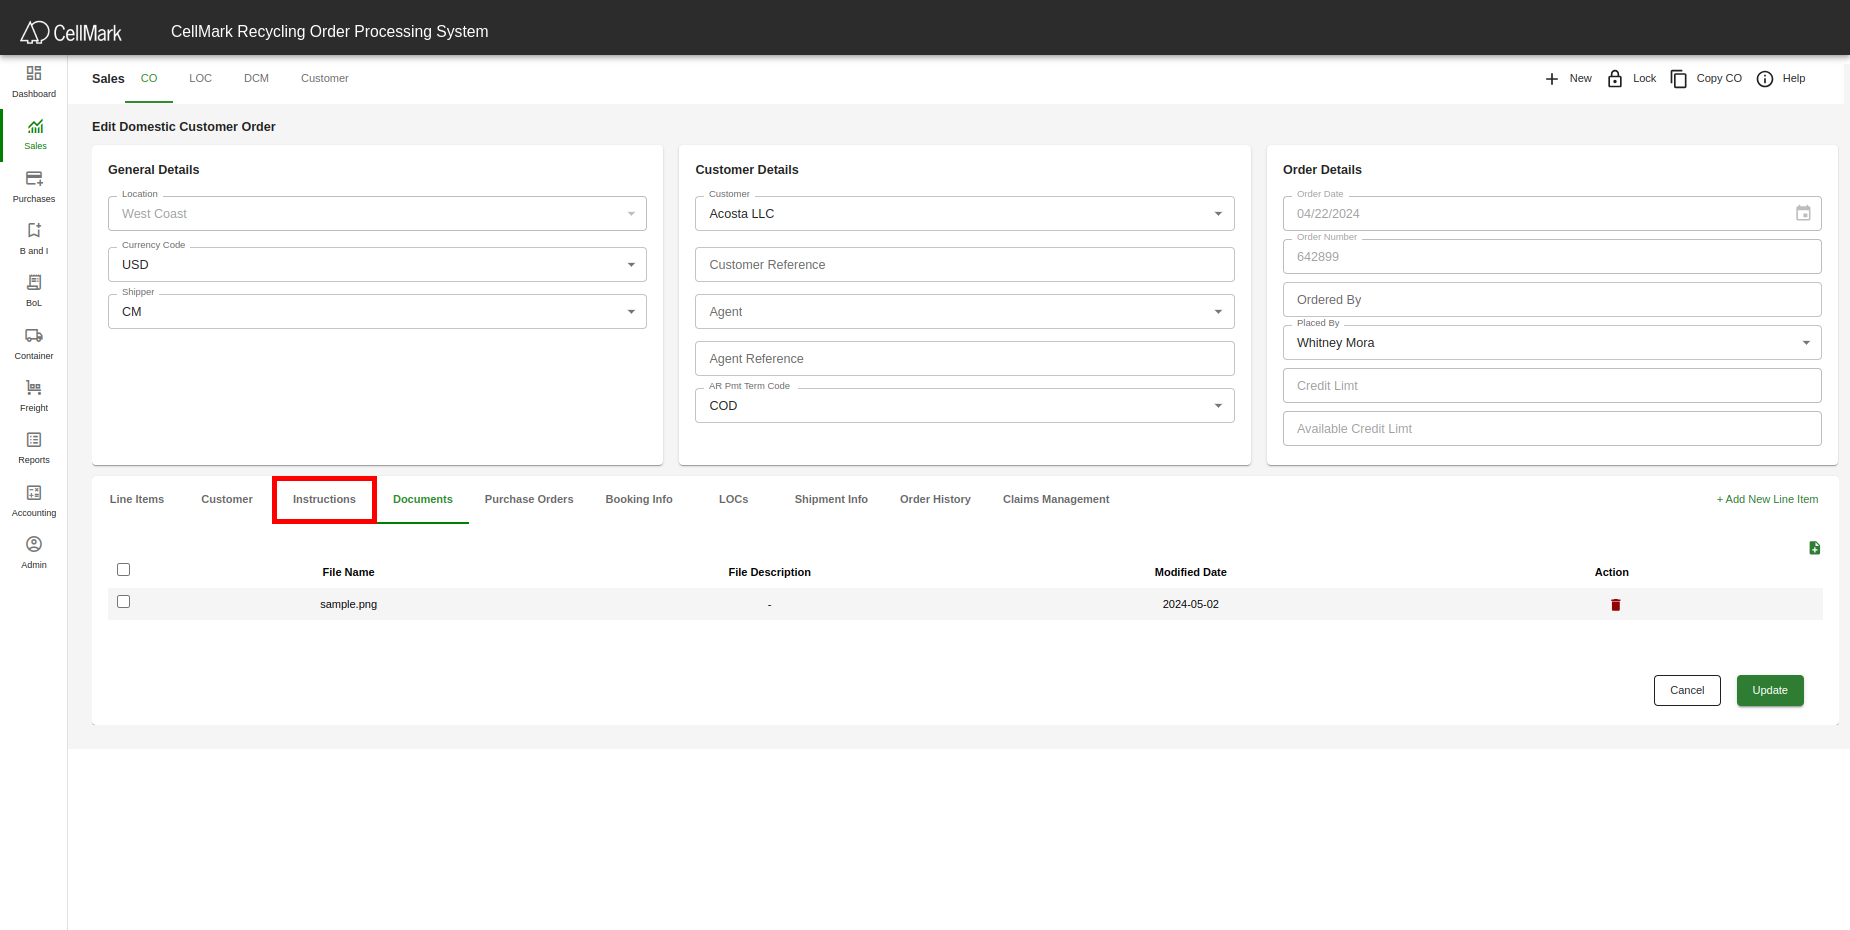 CellMark
CellMark Recycling Order Processing System
Dashboard
Sales
Purchases
B and I
BoL
Container
Freight
Reports
Accounting
Admin
Sales CO LOC DCM Customer
New Lock Copy CO Help
Edit Domestic Customer Order
General Details
Location
West Coast
Currency Code
USD
Shipper
CM
Customer Details
Customer
Acosta LLC
Customer Reference
Agent
Agent Reference
AR Pmt Term Code
COD
Order Details
Order Date
04/22/2024
Order Number
642899
Ordered By
Placed By
Whitney Mora
Credit Limt
Available Credit Limt
Line Items Customer Instructions Documents Purchase Orders Booking Info LOCs Shipment Info Order History Claims Management + Add New Line Item
File Name File Description Modified Date Action
sample.png - 2024-05-02
Cancel Update